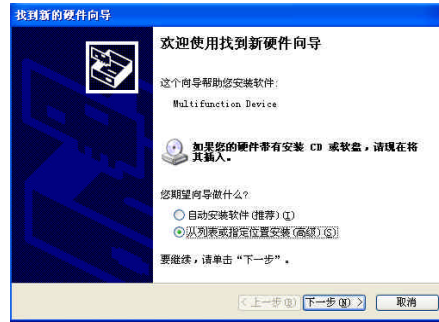 找到新的硬件向导
欢迎使用找到新硬件向导
这个向导帮助您安装软件:
Multifunction Device
如果您的硬件带有安装 CD 或软盘，请现在将
其插入。
您期望向导做什么?
自动安装软件(推荐)(I)
从列表或指定位置安装(高级)(S)
要继续，请单击“下一步”。
<上一步(B) 下一步(N)> 取消